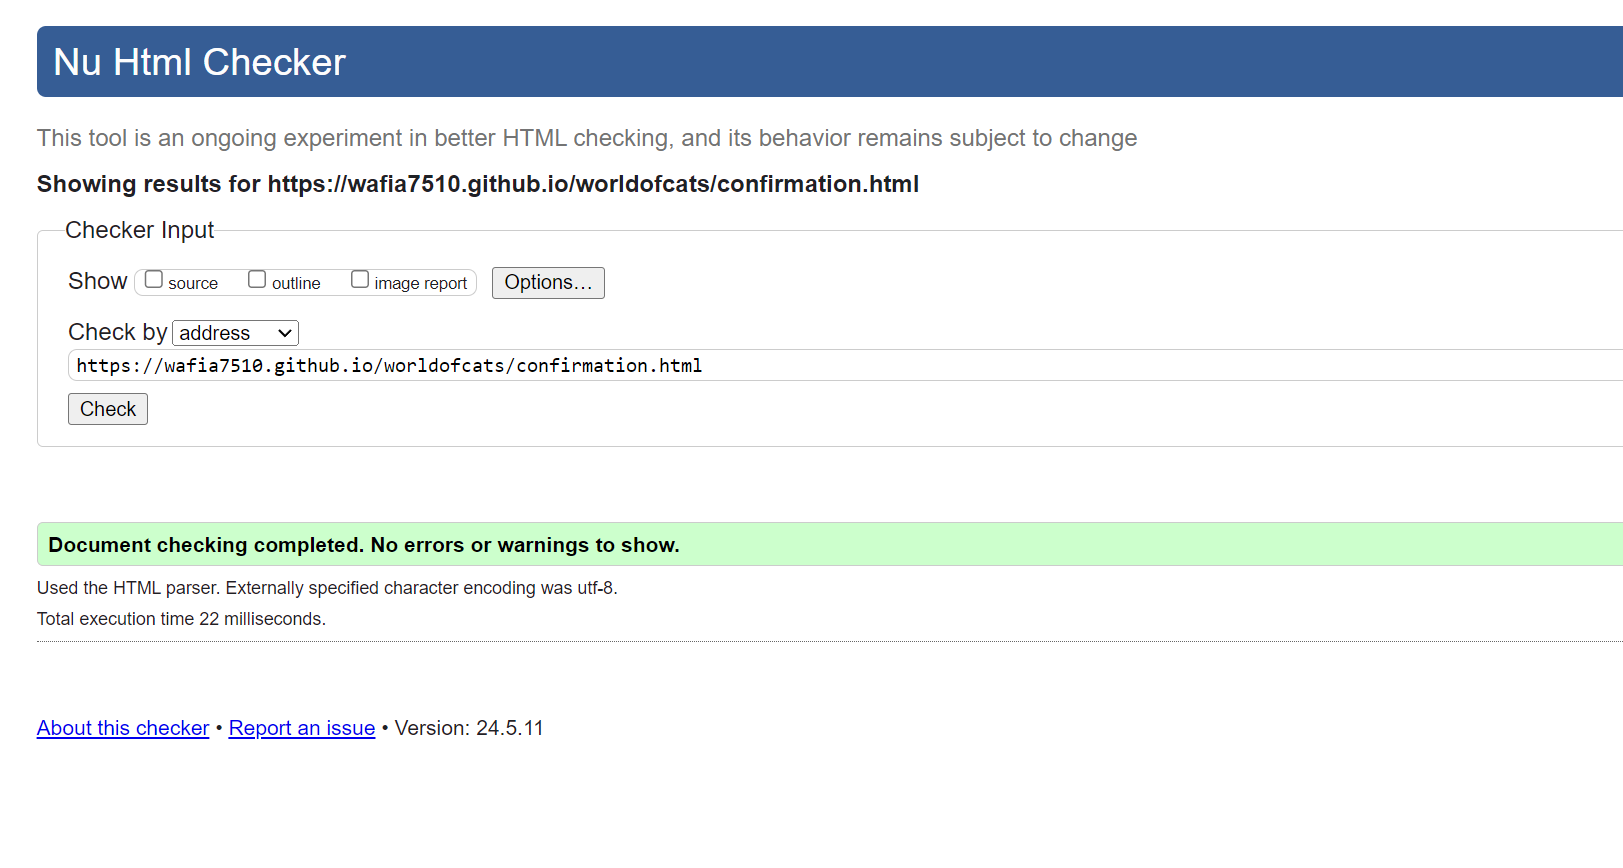 Nu Html Checker
This tool is an ongoing experiment in better HTML checking, and its behavior remains subject to change
Showing results for https://wafia7510.github.io/worldofcats/confirmation.html
Checker Input
Show source outline image report Options…
Check by address
https://wafia7510.github.io/worldofcats/confirmation.html
Check
Document checking completed. No errors or warnings to show.
Used the HTML parser. Externally specified character encoding was utf-8.
Total execution time 22 milliseconds.
About this checker • Report an issue • Version: 24.5.11